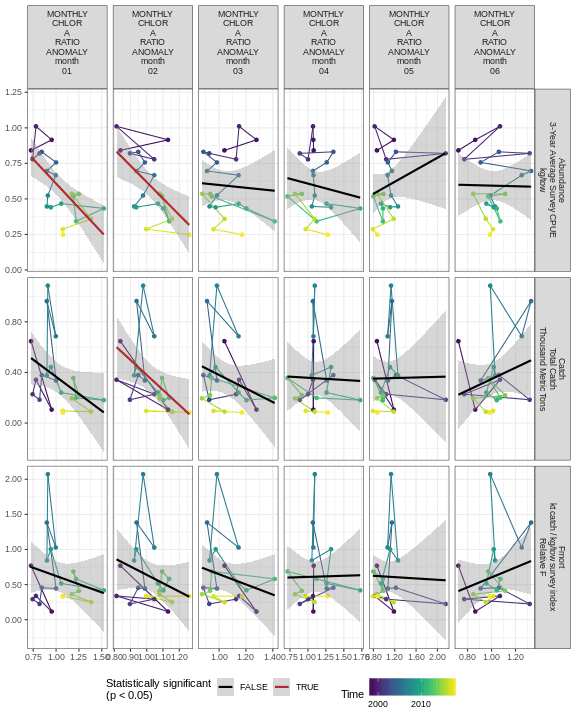 MONTHLY
CHLOR
A
RATIO
ANOMALY
month
01
MONTHLY
CHLOR
A
RATIO
ANOMALY
month
02
MONTHLY
CHLOR
A
RATIO
ANOMALY
month
03
MONTHLY
CHLOR
A
RATIO
ANOMALY
month
04
MONTHLY
CHLOR
A
RATIO
ANOMALY
month
05
MONTHLY
CHLOR
A
RATIO
ANOMALY
month
06
1.25
1.00
0.75
0.50
0.25
0.00
Abundance
3-Year Average Survey CPUE
kg/tow
0.80
0.40
0.00
Catch
Total Catch
Thousand Metric Tons
2.00
1.50
1.00
0.50
0.00
Fmort
Relative F
kt catch / kg/tow survey index
0.75 1.00 1.25 1.50
0.80 0.90 1.00 1.10 1.20
1.00 1.20 1.40
0.75 1.00 1.25 1.50 1.75
0.80 1.20 1.60 2.00
0.80 1.00 1.20
Statistically significant
(p < 0.05)
FALSE
TRUE
Time
2000 2010